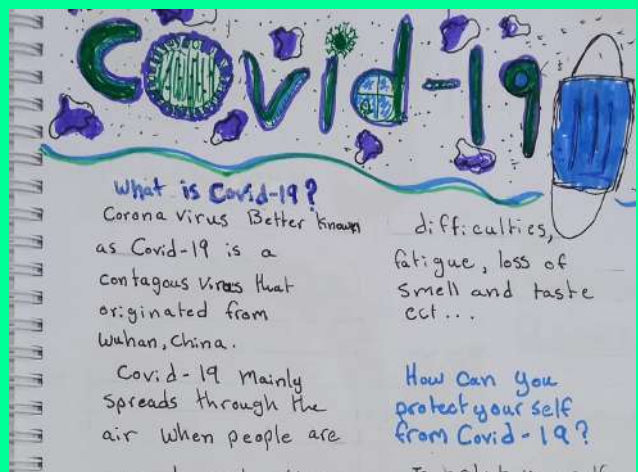 Covid-19
What is Covid-19?
Corona virus Better known
as Covid-19 is a
contagous virus that
originated from
Wuhan, China.
Covid-19 Mainly
spreads through the
air when people are
difficulties,
fatigue, loss of
smell and taste
ect...
How can you
protect your self
from Covid-19?